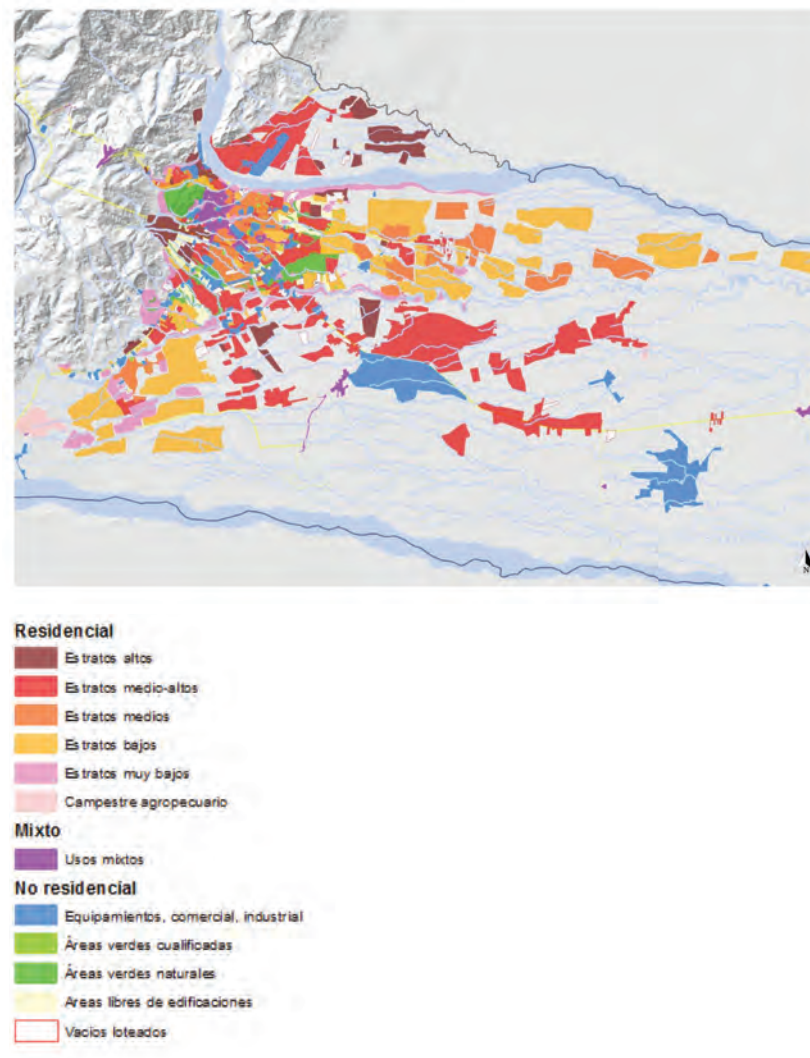 N
Residencial
Estratos altos
Estratos medio-altos
Estratos medios
Estratos bajos
Estratos muy bajos
Campestre agropecuario
Mixto
Usos mixtos
No residencial
Equipamientos, comercial, industrial
Áreas verdes cualificadas
Áreas verdes naturales
Areas libres de edificaciones
Vacios loteados